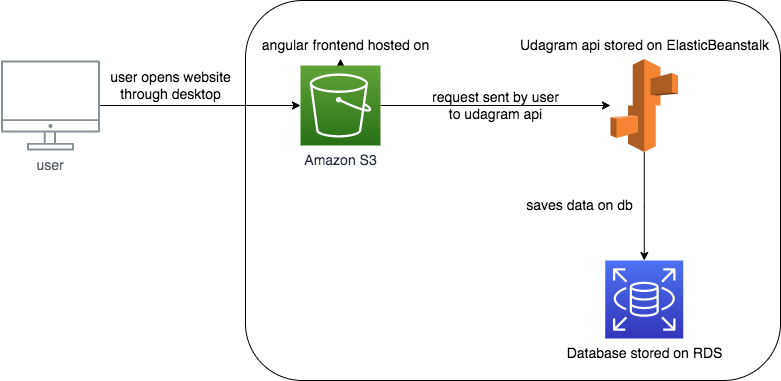 angular frontend hosted on
Udagram api stored on ElasticBeanstalk
user opens website
through desktop
request sent by user
to udagram api
Amazon S3
user
saves data on db
Database stored on RDS